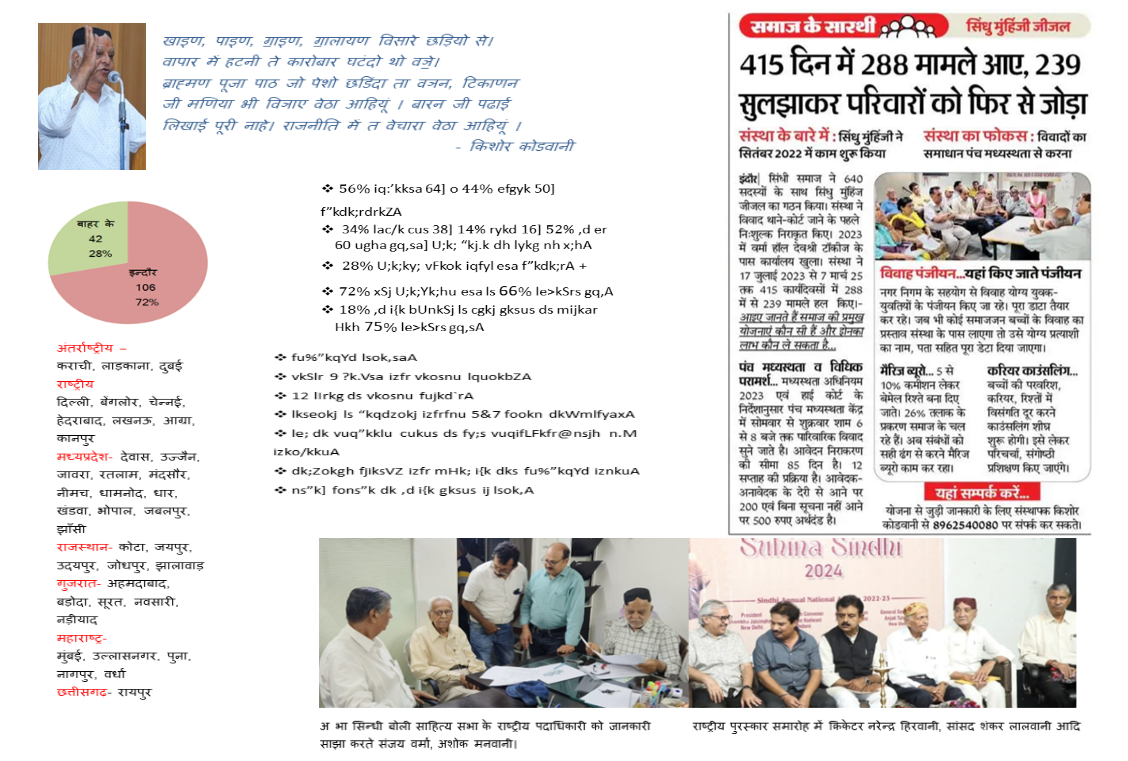 खाइण, पाइण, ग॒ाइण, ग॒ालायण विसारे छडि॒यो से।
वापार में हटनी ते कारोबार घटंदो थो वञे॒।
ब्राह्मण पूजा पाठ जो पेशो छडिं॒दा ता वञन, टिकाणन
जी मणिया भी विञाए वेठा आहियूं । बारन जी पढाई
लिखाई पूरी नाहे। राजनीति में त वेचारा वेठा आहियूं ।
- किशोर कोडवानी
बाहर के
42
28%
इन्दौर
106
72%
अंतर्राष्ट्रीय –
कराची, लाड़काना, दुबई
राष्ट्रीय
दिल्ली, बेंगलोर, चेन्नई,
हेदराबाद, लखनऊ, आग्रा,
कानपुर
मध्यप्रदेश- देवास, उज्जैन,
जावरा, रतलाम, मंदसौर,
नीमच, धामनोद, धार,
खंडवा, भोपाल, जबलपुर,
झाँसी
राजस्थान- कोटा, जयपुर,
उदयपुर, जोधपुर, झालावाड़
गुजरात- अहमदाबाद,
बड़ोदा, सूरत, नवसारी,
नड़ीयाद
महाराष्ट्र-
मुंबई, उल्लासनगर, पुना,
नागपुर, वर्धा
छत्तीसगढ- रायपुर
❖ 56% iq:’kksa 64] o 44% efgyk 50]
f”kdk;rdrkZA
❖ 34% lac/k cus 38] 14% rykd 16] 52% ,d er
60 ugha gq,sa] U;k; “kj.k dh lykg nh x;hA
❖ 28% U;k;ky; vFkok iqfyl esa f”kdk;rA +
❖ 72% xSj U;k;Yk;hu esa ls 66% le>kSrs gq,A
❖ 18% ,d i{k bUnkSj ls cgkj gksus ds mijkar
Hkh 75% le>kSrs gq,sA
❖ fu%”kqYd lsok,saA
❖ vkSlr 9 ?k.Vsa izfr vkosnu lquokbZA
❖ 12 lIrkg ds vkosnu fujkd`rA
❖ lkseokj ls “kqdzokj izfrfnu 5&7 fookn dkWmlfyaxA
❖ le; dk vuq”kklu cukus ds fy;s vuqifLFkfr@nsjh n.M
izko/kkuA
❖ dk;Zokgh fjiksVZ izfr mHk; i{k dks fu%”kqYd iznkuA
❖ ns”k] fons”k dk ,d i{k gksus ij lsok,A
समाज के सारथी
सिंधु मुंहिंजी जीजल
415 दिन में 288 मामले आए, 239
सुलझाकर परिवारों को फिर से जोड़ा
संस्था के बारे में : सिंधु मुहिंजी ने
सितंबर 2022 में काम शुरू किया
संस्था का फोकस : विवादों का
समाधान पंच मध्यस्थता से करना
इंदौर| सिंधी समाज ने 640
सदस्यों के साथ सिंधु मुहिंज
जीजल का गठन किया। संस्था ने
विवाद थाने-कोर्ट जाने के पहले
निःशुल्क निराकृत किए। 2023
में वर्मा हॉल देवश्री टॉकीज के
पास कार्यालय खुला। संस्था ने
17 जुलाई 2023 से 7 मार्च 25
तक 415 कार्यदिवसों में 288
में से 239 मामले हल किए।-
आइए जानते हैं समाज की प्रमुख
योजनाएं कौन सी हैं और इनका
लाभ कौन ले सकता है...
पंच मध्यस्थता व विधिक
परामर्श... मध्यस्थता अधिनियम
2023 एवं हाई कोर्ट के
निर्देशानुसार पंच मध्यस्थता केंद्र
में सोमवार से शुक्रवार शाम 6
से 8 बजे तक पारिवारिक विवाद
सुने जाते है। आवेदन निराकरण
की सीमा 85 दिन है। 12
सप्ताह की प्रक्रिया है। आवेदक-
अनावेदक के देरी से आने पर
200 एवं बिना सूचना नहीं आने
पर 500 रुपए अर्थदंड है।
विवाह पंजीयन...यहां किए जाते पंजीयन
नगर निगम के सहयोग से विवाह योग्य युवक-
युवतियों के पंजीयन किए जा रहे। पूरा डाटा तैयार
कर रहे। जब भी कोई समाजजन बच्चों के विवाह का
प्रस्ताव संस्था के पास लाएगा तो उसे योग्य प्रत्याशी
का नाम, पता सहित पूरा डेटा दिया जाएगा।
मैरिज ब्यूरो... 5 से
10% कमीशन लेकर
बेमेल रिश्ते बना दिए
जाते। 26% तलाक के
प्रकरण समाज के चल
रहे हैं। अब संबंधों को
सही ढंग से करने मैरिज
ब्यूरो काम कर रहा।
करियर काउंसलिंग...
बच्चों की परवरिश,
करियर, रिश्तों में
विसंगति दूर करने
काउंसलिंग शीघ्र
शुरू होगी। इसे लेकर
परिचर्चा, संगोष्ठी
प्रशिक्षण किए जाएंगे।
यहां सम्पर्क करें...
योजना से जुड़ी जानकारी के लिए संस्थापक किशोर
कोडवानी से 8962540080 पर संपर्क कर सकते।
Suhina Sindhi
2024
Sindhi Annual National
2022-23
President
New Delhi
अ भा सिन्धी बोली साहित्य सभा के राष्ट्रीय पदाधिकारी को जानकारी
साझा करते संजय वर्मा, अशोक मनवानी।
राष्ट्रीय पुरस्कार समारोह में क्रिकेटर नरेन्द्र हिरवानी, सांसद शंकर लालवानी आदि